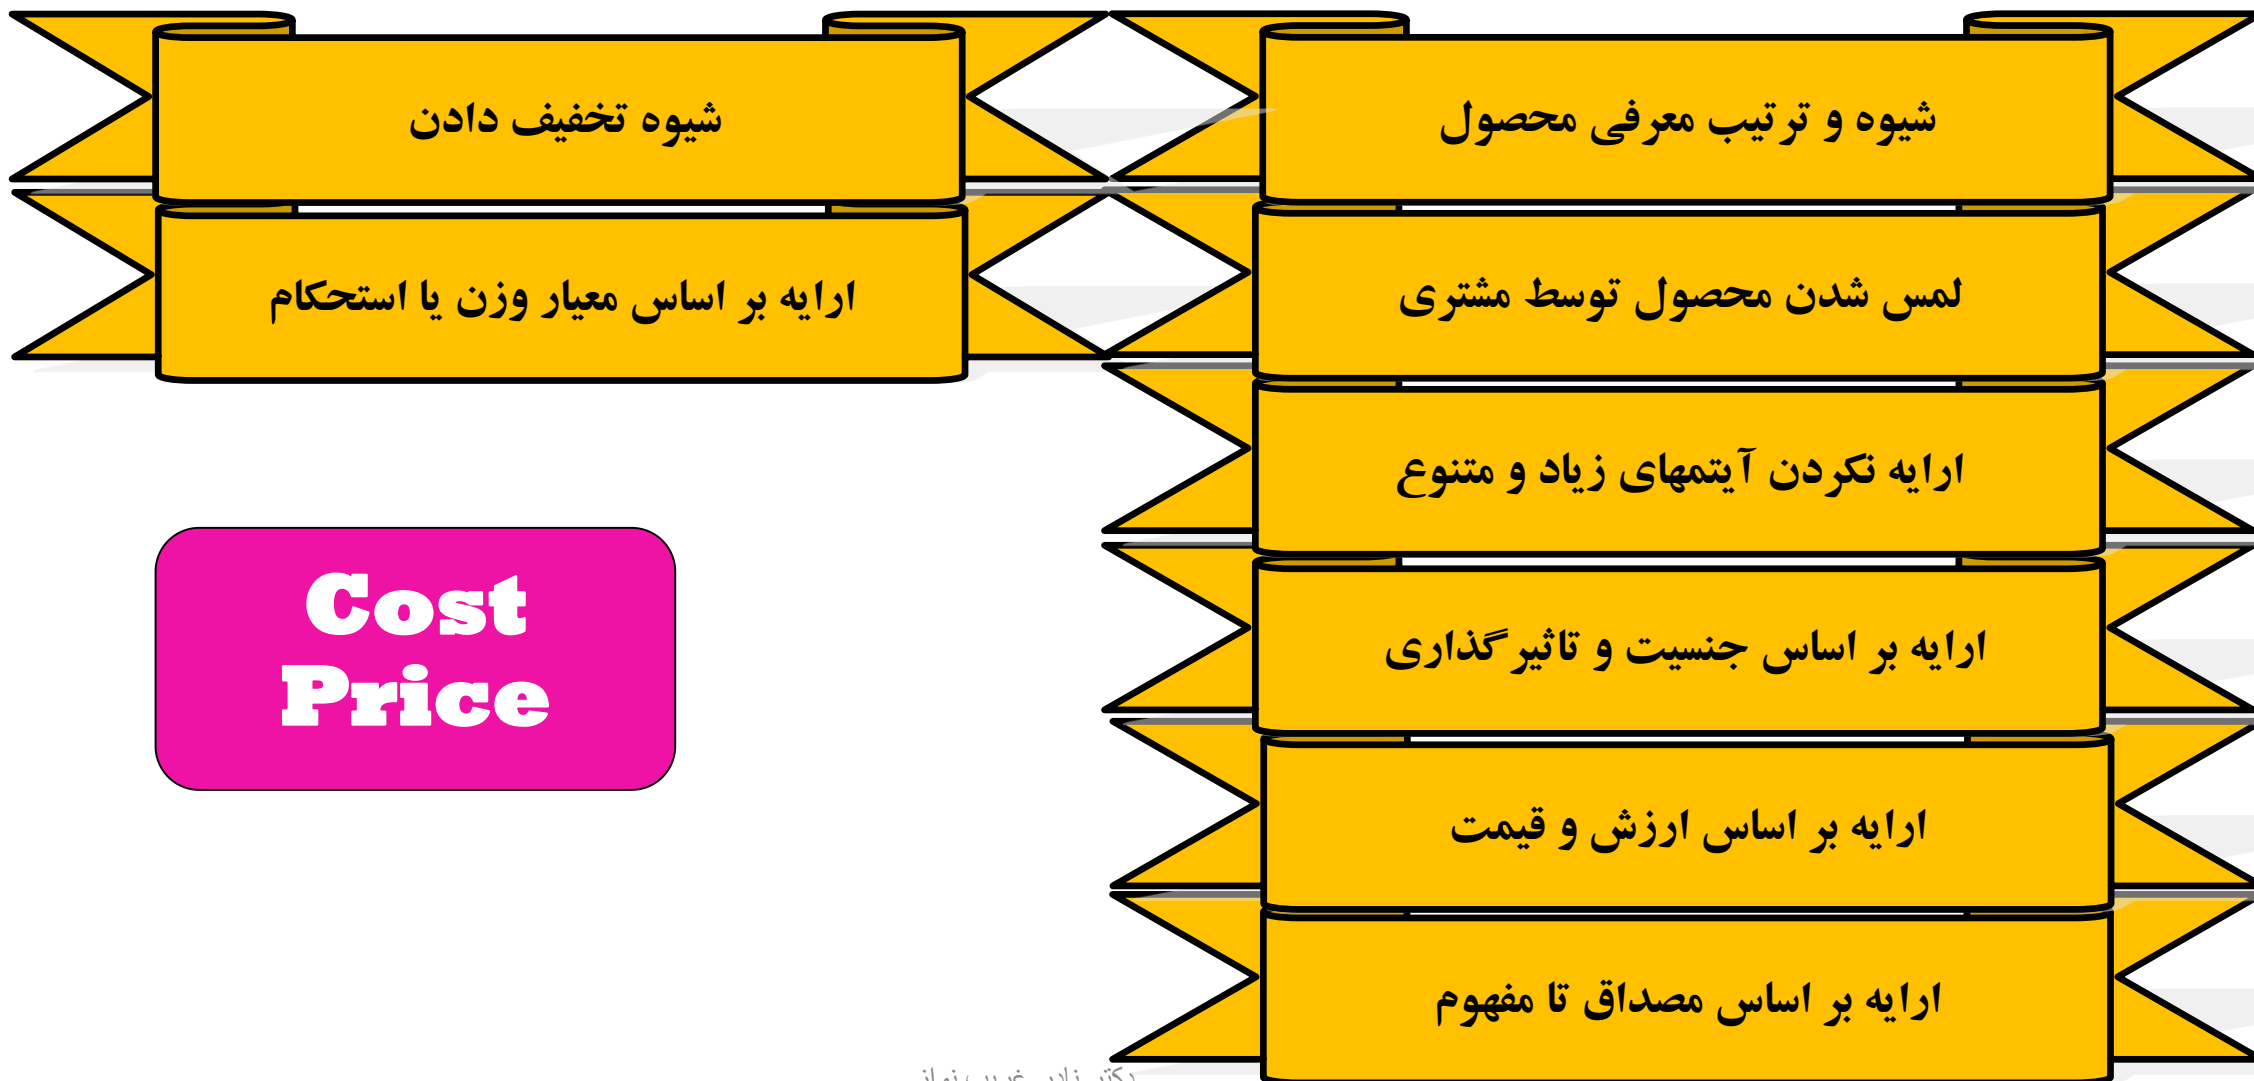 شیوه و ترتیب معرفی محصول
لمس شدن محصول توسط مشتری
ارایه نکردن آیتمهای زیاد و متنوع
ارایه بر اساس جنسیت و تاثیرگذاری
ارایه بر اساس ارزش و قیمت
ارایه بر اساس مصداق تا مفهوم
شیوه تخفیف دادن
ارایه بر اساس معیار وزن یا استحکام
Cost
Price